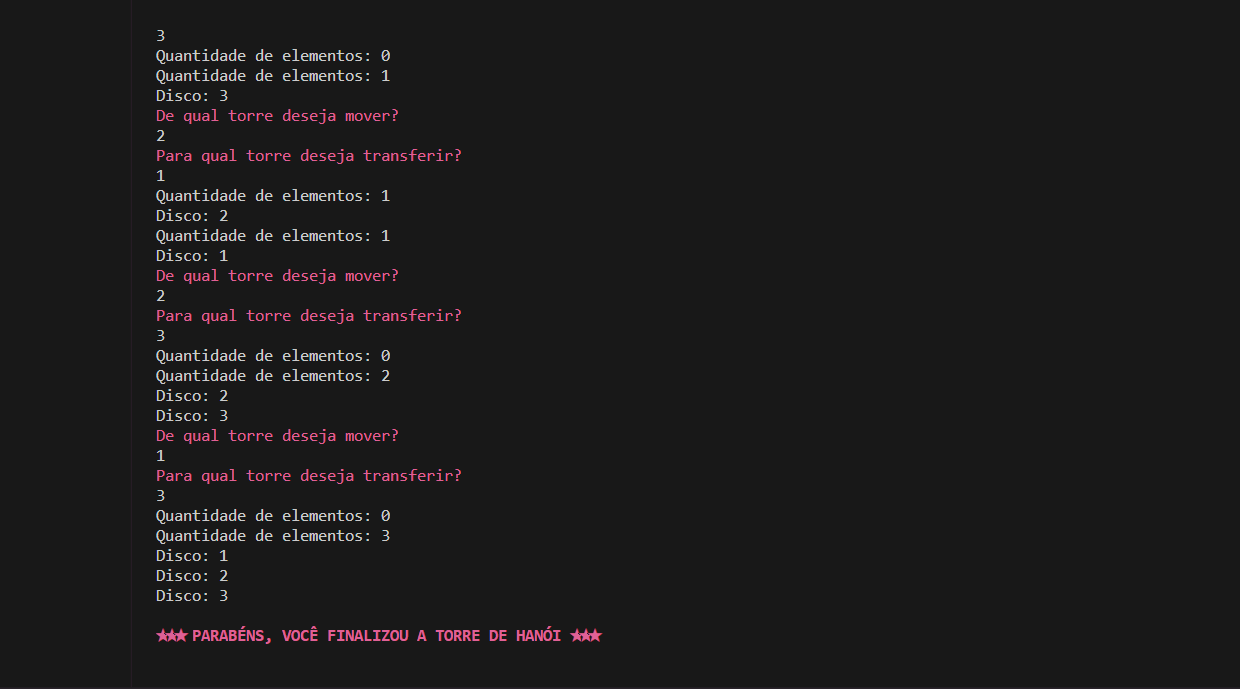 3
Quantidade de elementos: 0
Quantidade de elementos: 1
Disco: 3
De qual torre deseja mover?
2
Para qual torre deseja transferir?
1
Quantidade de elementos: 1
Disco: 2
Quantidade de elementos: 1
Disco: 1
De qual torre deseja mover?
2
Para qual torre deseja transferir?
3
Quantidade de elementos: 0
Quantidade de elementos: 2
Disco: 2
Disco: 3
De qual torre deseja mover?
1
Para qual torre deseja transferir?
3
Quantidade de elementos: 0
Quantidade de elementos: 3
Disco: 1
Disco: 2
Disco: 3
★★★ PARABÉNS, VOCÊ FINALIZOU A TORRE DE HANÓI ★★★